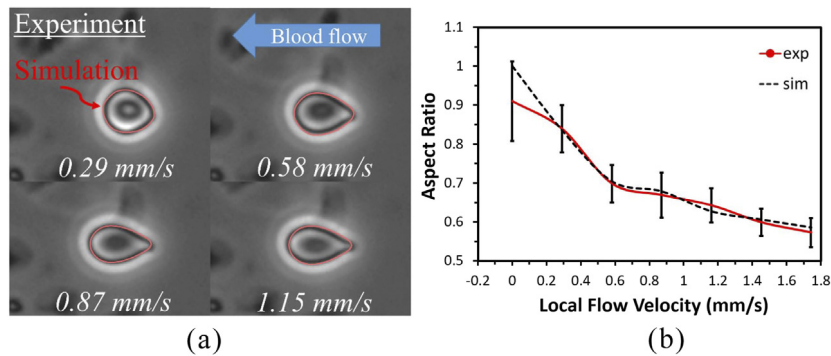 Experiment
Blood flow
Simulation
0.29 mm/s
0.58 mm/s
0.87 mm/s
1.15 mm/s
(a)
Aspect Ratio
1.1
1
0.9
0.8
0.7
0.6
0.5
-0.2 0 0.2 0.4 0.6 0.8 1 1.2 1.4 1.6 1.8
Local Flow Velocity (mm/s)
exp
sim
(b)